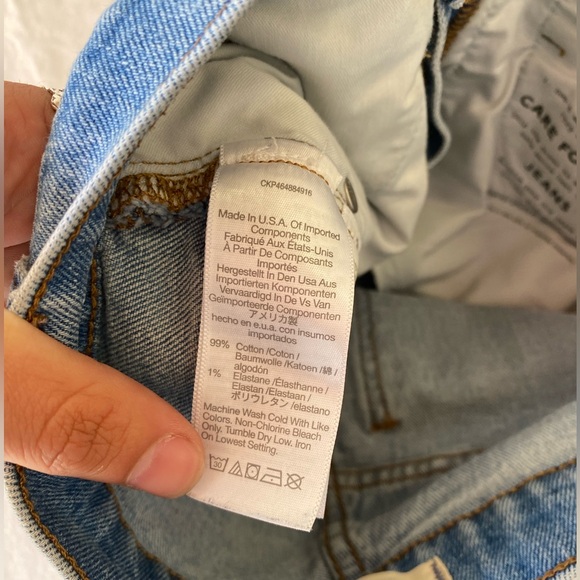 CKP464884916
Made In U.S.A. Of Imported
Components
Fabriqué Aux États-Unis
À Partir De Composants
Importés
Hergestellt In Den Usa Aus
Importierten Komponenten
Vervaardigd In De Vs Van
Geïmporteerde Componenten
アメリカ製
hecho en e.u.a. con insumos
importados
99% Cotton /Coton /
Baumwolle /Katoen /綿 /
algodón
1% Elastane /Élasthanne /
Elastan /Elastaan /
ポリウレタン /elastano
Machine Wash Cold With Like
Colors. Non-Chlorine Bleach
Only. Tumble Dry Low. Iron
On Lowest Setting.
30
CARE FO
JEANS